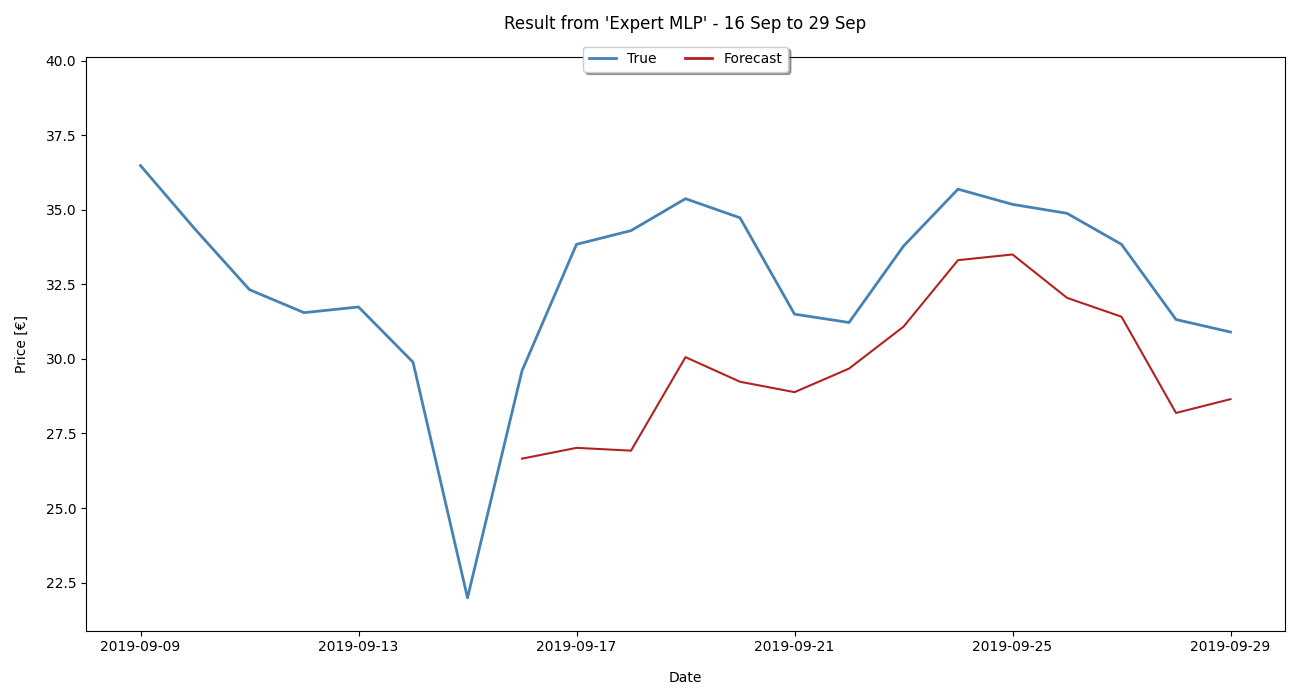 Result from 'Expert MLP' - 16 Sep to 29 Sep
True Forecast
40.0
37.5
35.0
32.5
30.0
27.5
25.0
22.5
Price [€]
2019-09-09 2019-09-13 2019-09-17 2019-09-21 2019-09-25 2019-09-29
Date